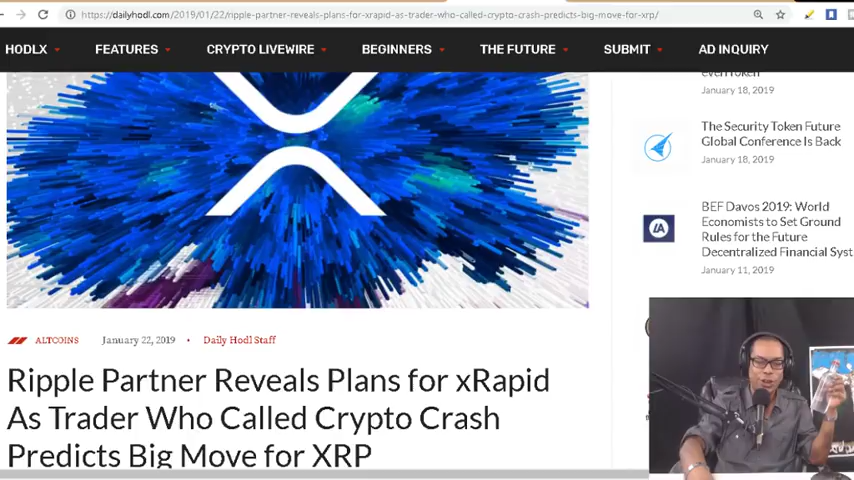 https://dailyhodl.com/2019/01/22/ripple-partner-reveals-plans-for-xrapid-as-trader-who-called-crypto-crash-predicts-big-move-for-xrp/
HODLX FEATURES CRYPTO LIVEWIRE BEGINNERS THE FUTURE SUBMIT AD INQUIRY
January 18, 2019
The Security Token Future
Global Conference Is Back
January 18, 2019
BEF Davos 2019: World
Economists to Set Ground
Rules for the Future
Decentralized Financial Syst
January 11, 2019
ALTCOINS January 22, 2019 • Daily Hodl Staff
Ripple Partner Reveals Plans for xRapid
As Trader Who Called Crypto Crash
Predicts Big Move for XRP